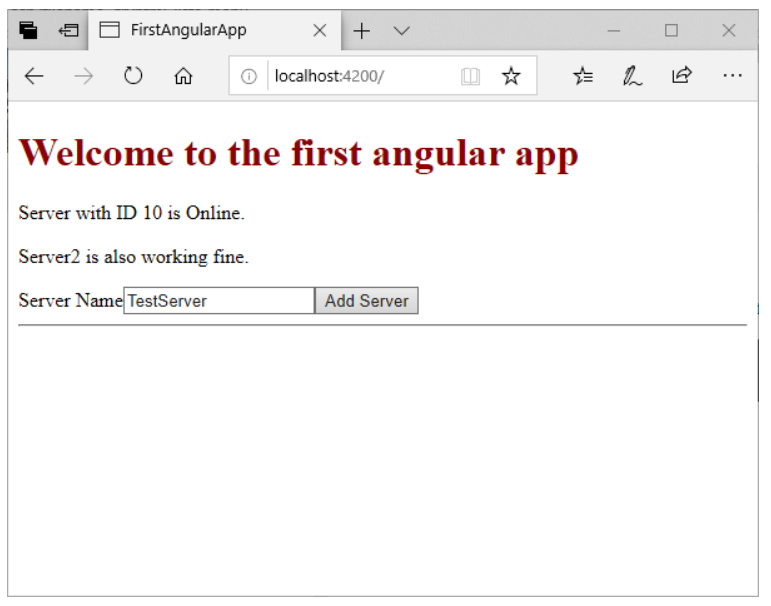 FirstAngularApp
localhost:4200/
Welcome to the first angular app
Server with ID 10 is Online.
Server2 is also working fine.
Server Name TestServer Add Server